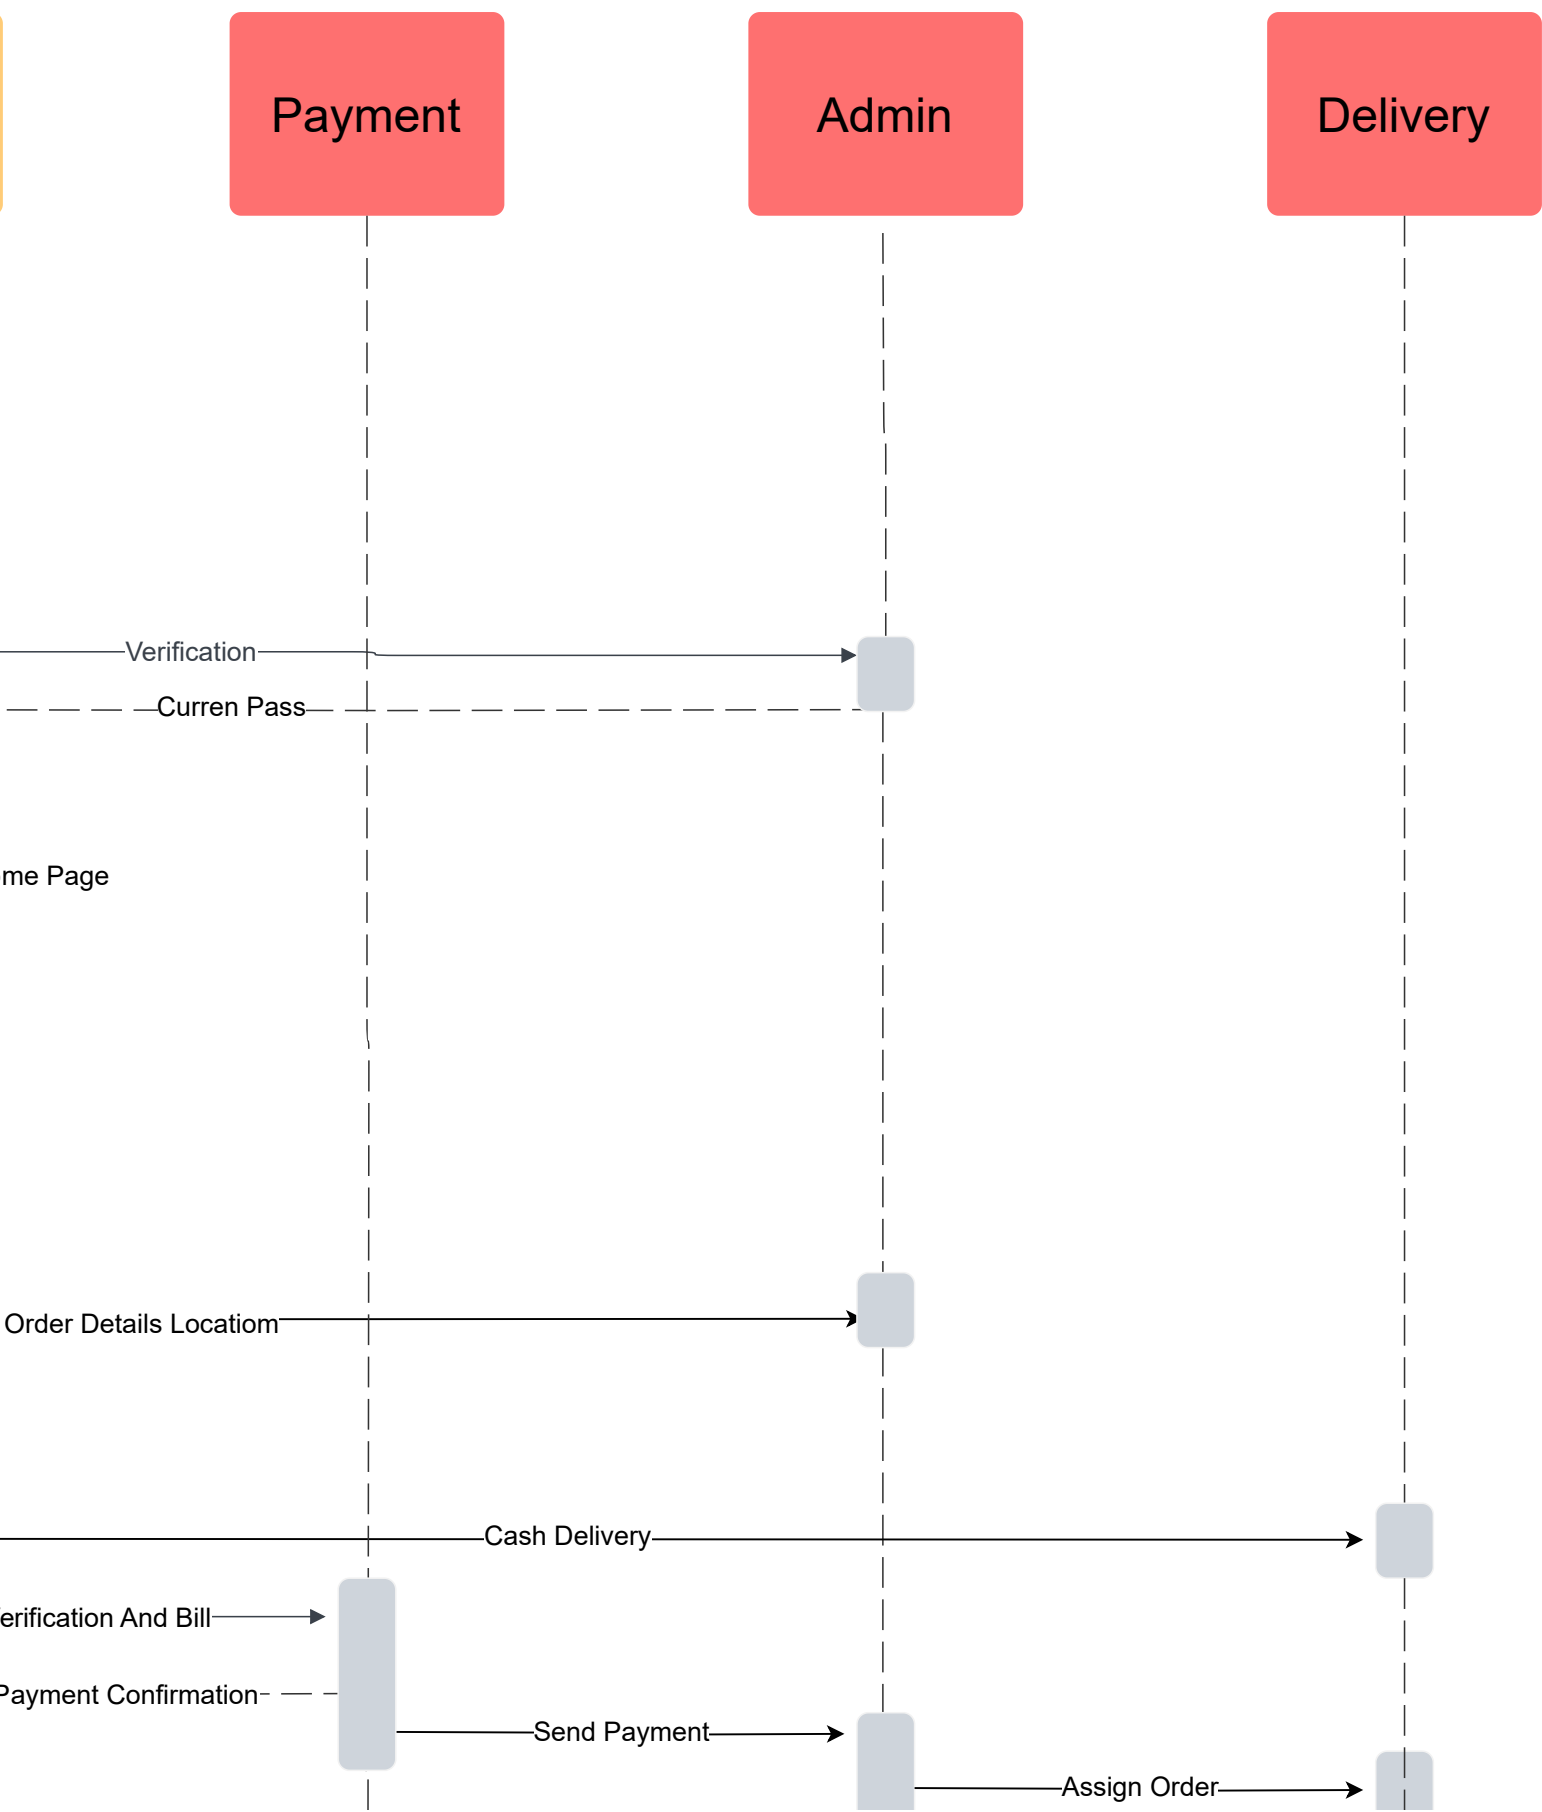 Payment
Admin
Delivery
Verification
Curren Pass
me Page
Order Details Locatiom
Cash Delivery
erification And Bill
Payment Confirmation
Send Payment
Assign Order